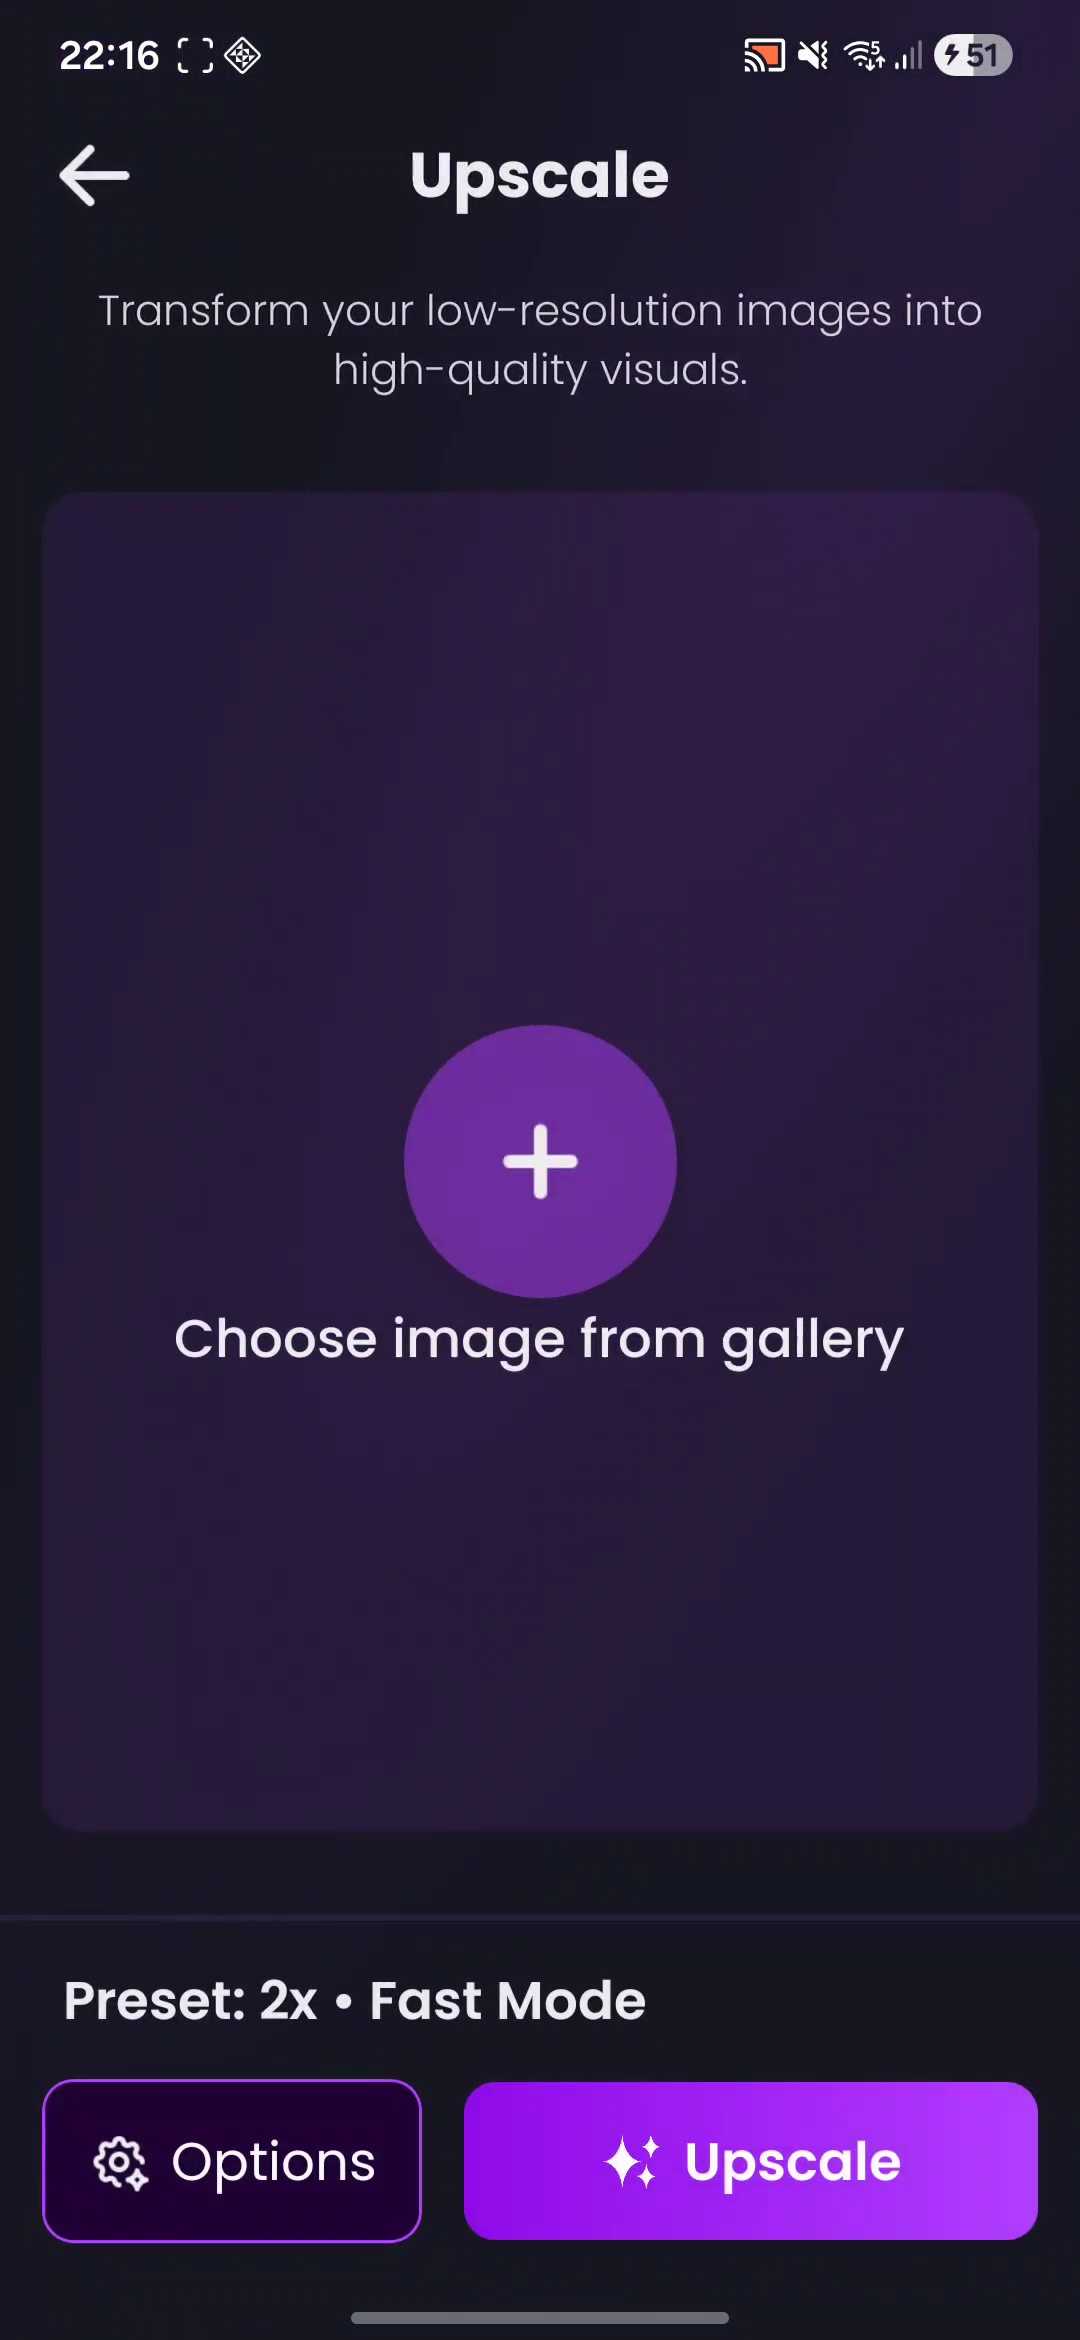 22:16
5
51
Upscale
Transform your low-resolution images into
high-quality visuals.
Choose image from gallery
Preset: 2x • Fast Mode
Options
Upscale